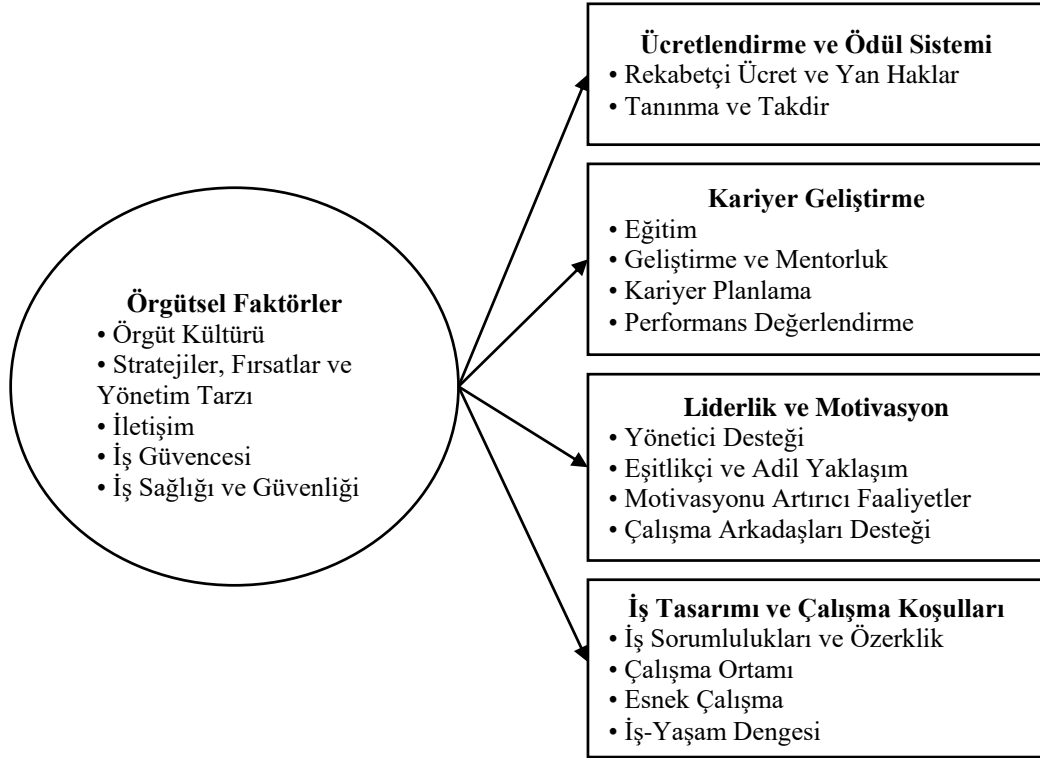 Örgütsel Faktörler
• Örgüt Kültürü
• Stratejiler, Fırsatlar ve
Yönetim Tarzı
• İletişim
• İş Güvencesi
• İş Sağlığı ve Güvenliği
Ücretlendirme ve Ödül Sistemi
• Rekabetçi Ücret ve Yan Haklar
• Tanınma ve Takdir
Kariyer Geliştirme
• Eğitim
• Geliştirme ve Mentorluk
• Kariyer Planlama
• Performans Değerlendirme
Liderlik ve Motivasyon
• Yönetici Desteği
• Eşitlikçi ve Adil Yaklaşım
• Motivasyonu Artırıcı Faaliyetler
• Çalışma Arkadaşları Desteği
İş Tasarımı ve Çalışma Koşulları
• İş Sorumlulukları ve Özerklik
• Çalışma Ortamı
• Esnek Çalışma
• İş-Yaşam Dengesi